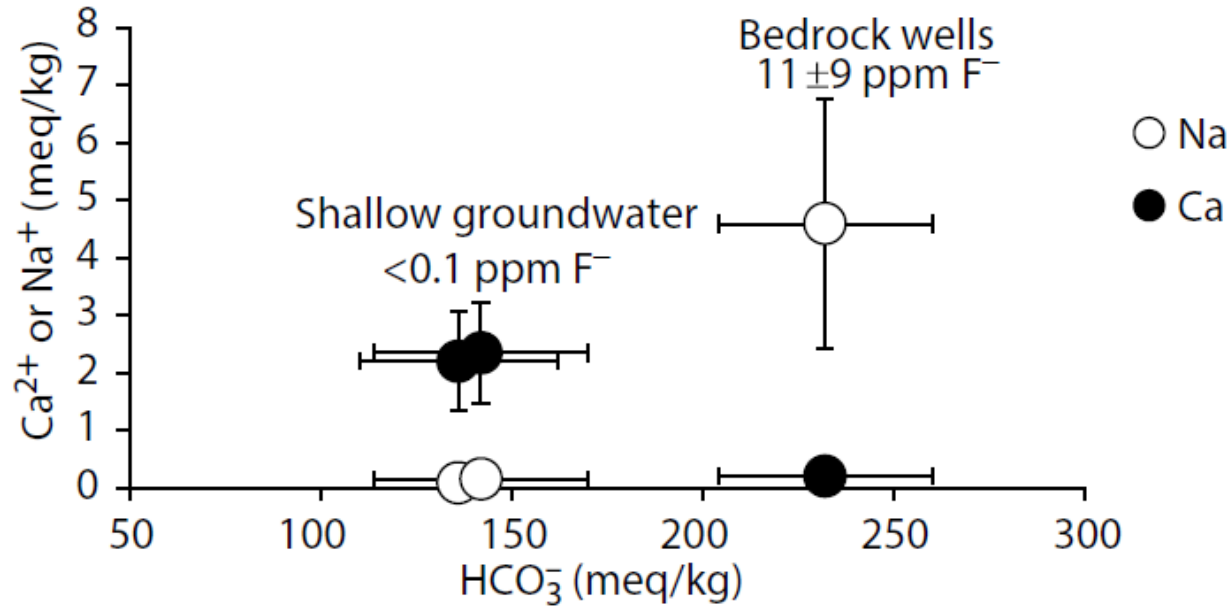 Ca²⁺ or Na⁺ (meq/kg)
8
7
6
5
4
3
2
1
0
Bedrock wells
11 ±9 ppm F⁻
Shallow groundwater
<0.1 ppm F⁻
Na
Ca
50
100
150
200
250
300
HCO₃⁻ (meq/kg)